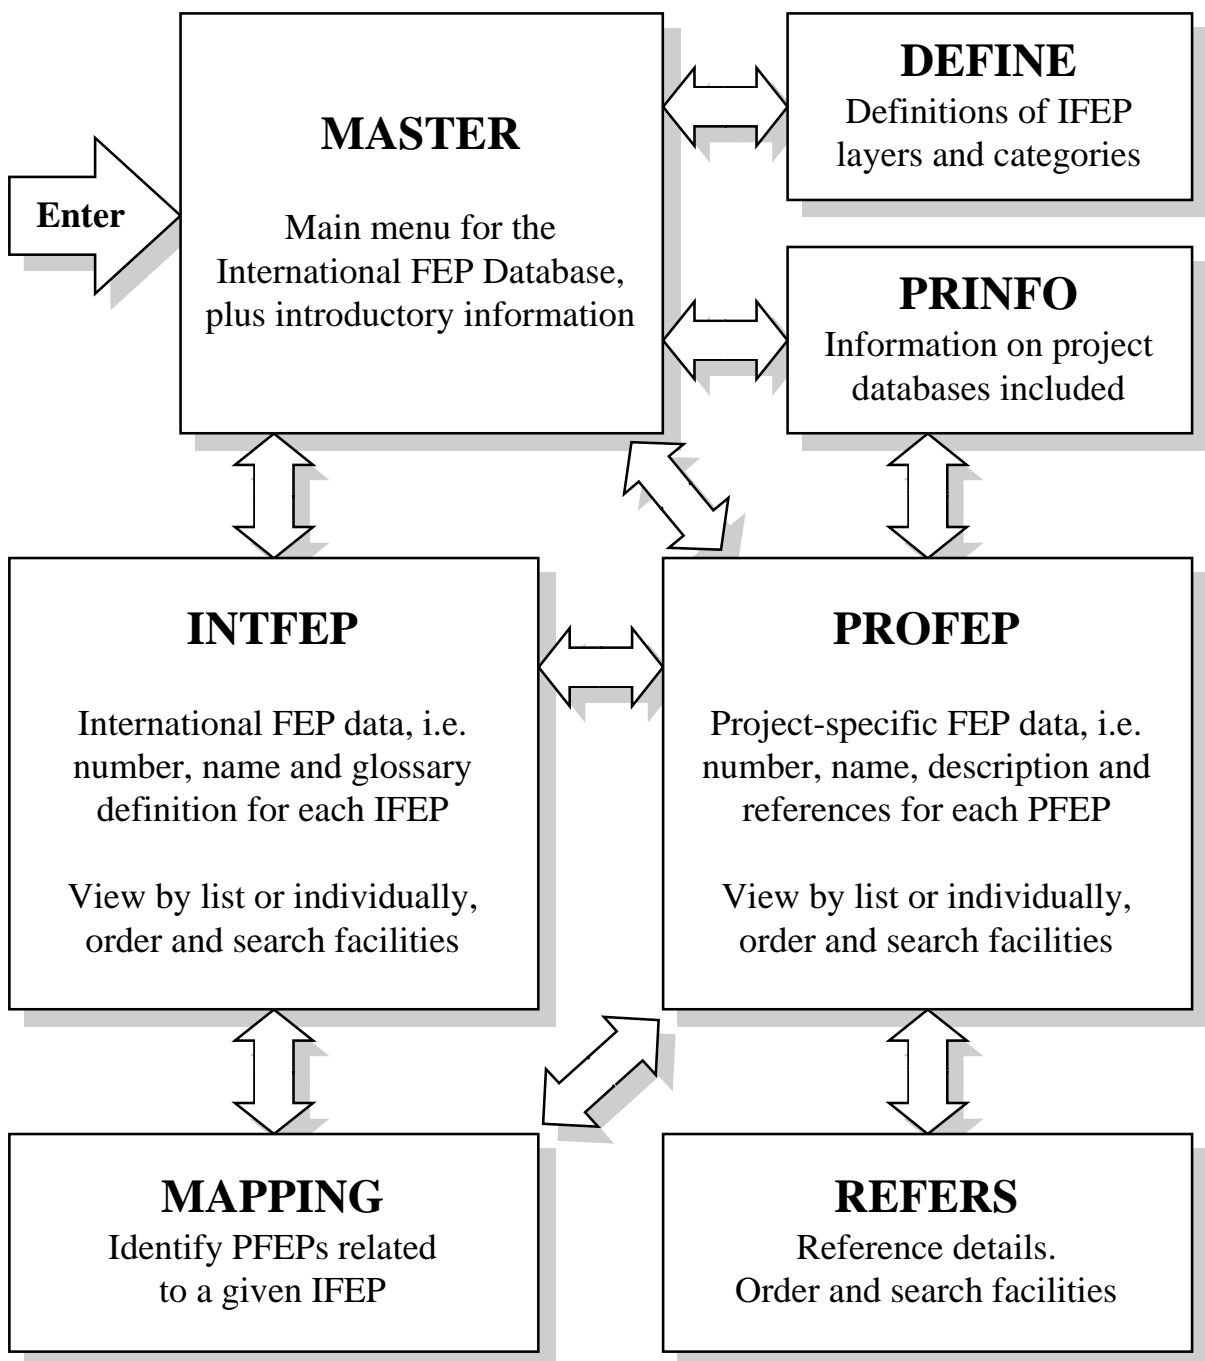 Enter
MASTER
Main menu for the
International FEP Database,
plus introductory information
DEFINE
Definitions of IFEP
layers and categories
PRINFO
Information on project
databases included
INTFEP
International FEP data, i.e.
number, name and glossary
definition for each IFEP
View by list or individually,
order and search facilities
PROFEP
Project-specific FEP data, i.e.
number, name, description and
references for each PFEP
View by list or individually,
order and search facilities
MAPPING
Identify PFEPs related
to a given IFEP
REFERS
Reference details.
Order and search facilities